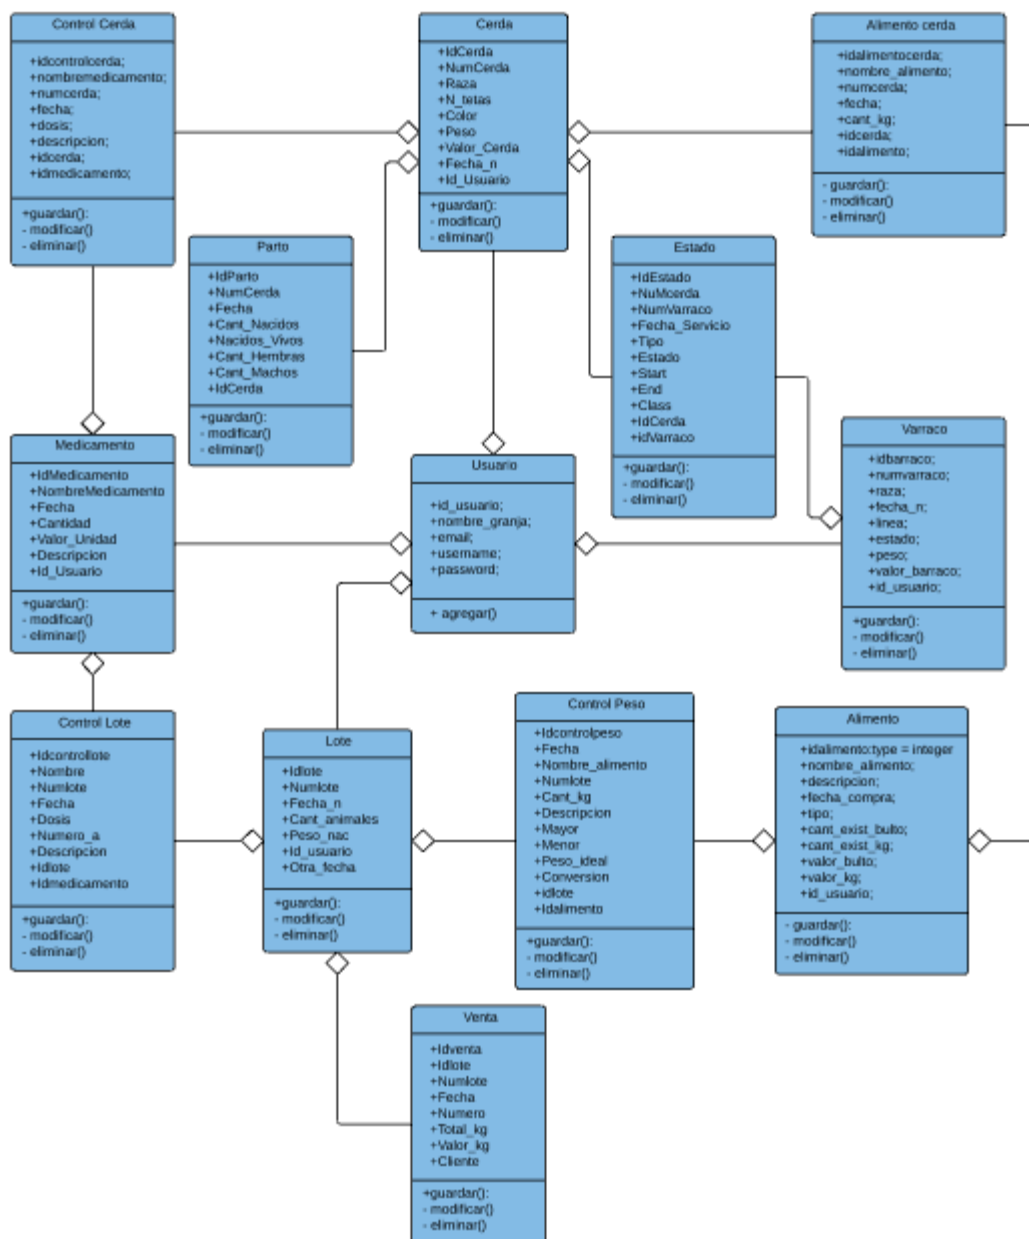 Control Cerda
+idcontrolcerda;
+nombremedicamento;
+numcerda;
+fecha;
+dosis;
+descripcion;
+idcerda;
+idmedicamento;
+guardar():
- modificar()
- eliminar()
Cerda
+IdCerda
+NumCerda
+Raza
+N_tetas
+Color
+Peso
+Valor_Cerda
+Fecha_n
+Id_Usuario
+guardar():
- modificar()
- eliminar()
Alimento cerda
+idalimentocerda;
+nombre_alimento;
+numcerda;
+fecha;
+cant_kg;
+idcerda;
+idalimento;
- guardar():
- modificar()
- eliminar()
Parto
+IdParto
+NumCerda
+Fecha
+Cant_Nacidos
+Nacidos_Vivos
+Cant_Hembras
+Cant_Machos
+IdCerda
+guardar():
- modificar()
- eliminar()
Estado
+IdEstado
+NuMcerda
+NumVarraco
+Fecha_Servicio
+Tipo
+Estado
+Start
+End
+Class
+IdCerda
+idVarraco
+guardar():
- modificar()
- eliminar()
Medicamento
+IdMedicamento
+NombreMedicamento
+Fecha
+Cantidad
+Valor_Unidad
+Descripcion
+Id_Usuario
+guardar():
- modificar()
- eliminar()
Usuario
+id_usuario;
+nombre_granja;
+email;
+username;
+password;
+ agregar()
Varraco
+idbarraco;
+numvarraco;
+raza;
+fecha_n;
+linea;
+estado;
+peso;
+valor_barraco;
+id_usuario;
+guardar():
- modificar()
- eliminar()
Control Lote
+Idcontrollote
+Nombre
+Numlote
+Fecha
+Dosis
+Numero_a
+Descripcion
+Idlote
+Idmedicamento
+guardar():
- modificar()
- eliminar()
Lote
+Idlote
+Numlote
+Fecha_n
+Cant_animales
+Peso_nac
+Id_usuario
+Otra_fecha
+guardar():
- modificar()
- eliminar()
Control Peso
+Idcontrolpeso
+Fecha
+Nombre_alimento
+Numlote
+Cant_kg
+Descripcion
+Mayor
+Menor
+Peso_ideal
+Conversion
+idlote
+Idalimento
+guardar():
- modificar()
- eliminar()
Alimento
+idalimento:type = integer
+nombre_alimento;
+descripcion;
+fecha_compra;
+tipo;
+cant_exist_bulto;
+cant_exist_kg;
+valor_bulto;
+valor_kg;
+id_usuario;
- guardar():
- modificar()
- eliminar()
Venta
+Idventa
+Idlote
+Numlote
+Fecha
+Numero
+Total_kg
+Valor_kg
+Cliente
+guardar():
- modificar()
- eliminar()